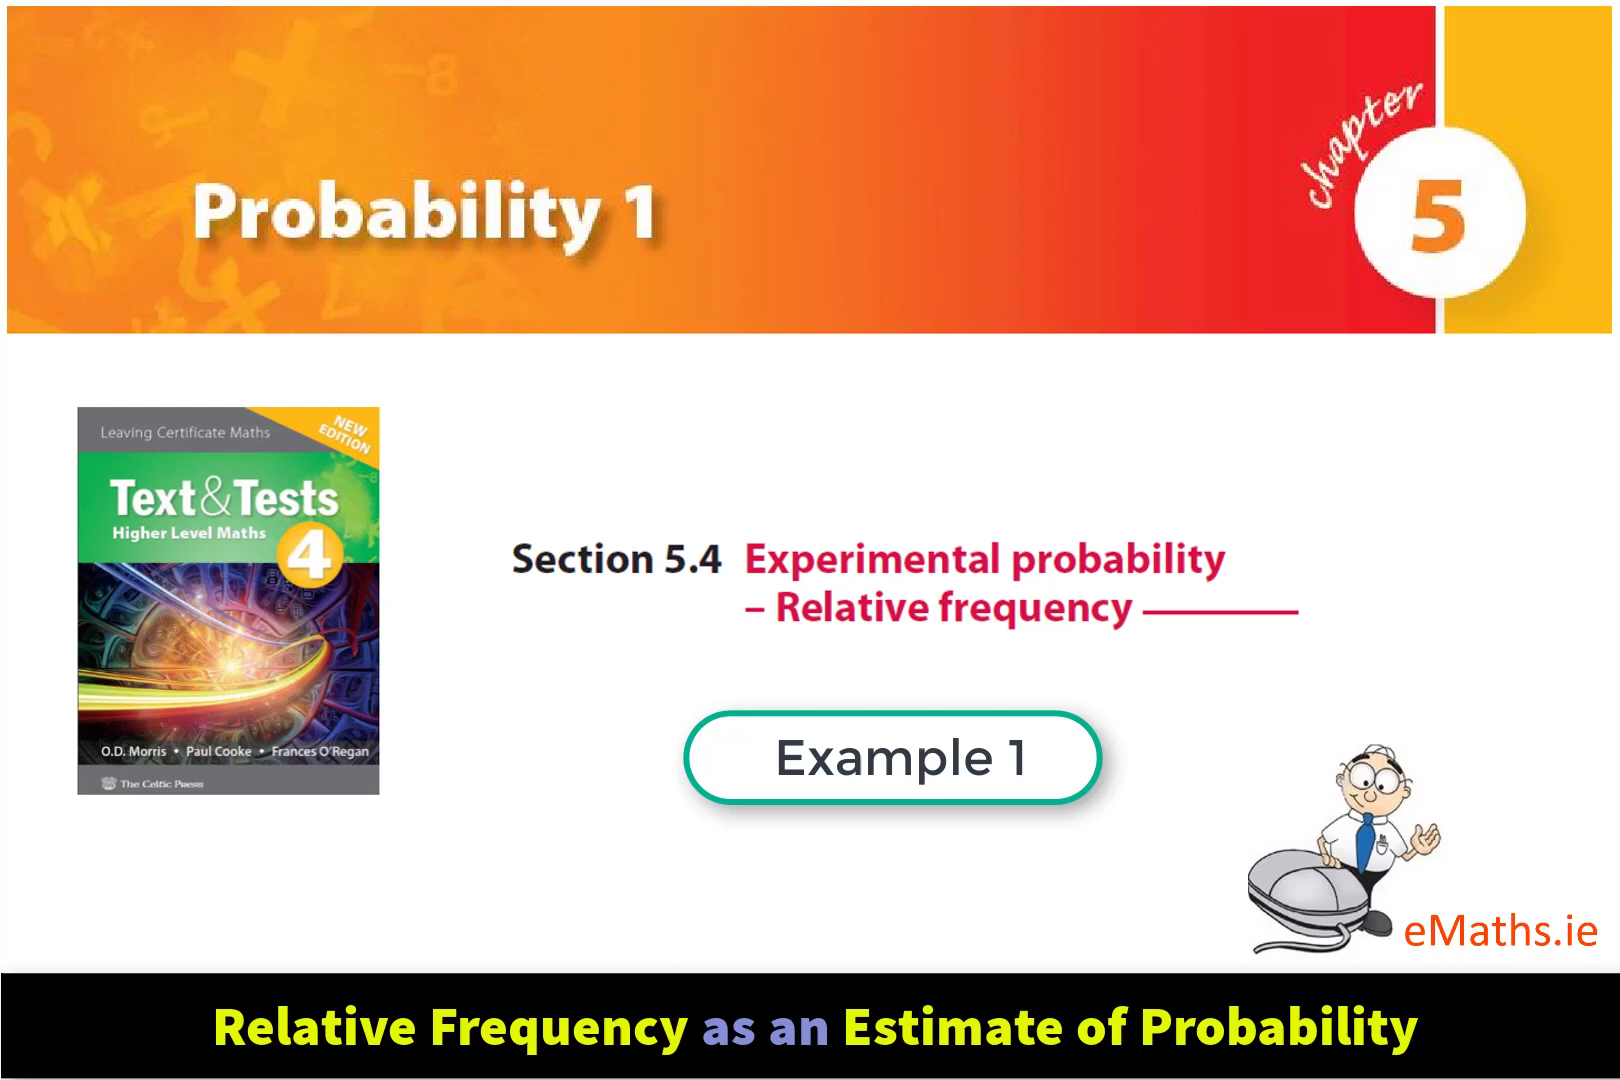 chapter
5
Probability 1
Leaving Certificate Maths
NEW
EDITION
Text&Tests
Higher Level Maths
4
O.D. Morris • Paul Cooke • Frances O'Regan
The Celtic Press
Section 5.4 Experimental probability
– Relative frequency
Example 1
eMaths.ie
Relative Frequency as an Estimate of Probability